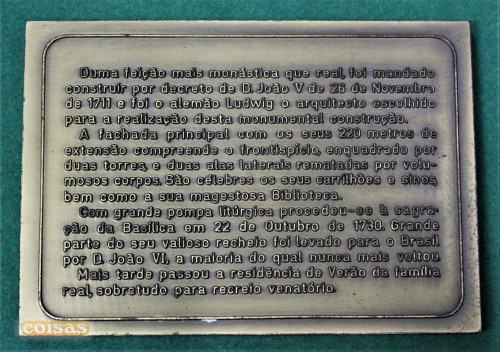 Duma feição mais monástica que real, foi mandado
construir por decreto de D. João V de 26 de Novembro
de 1711 e foi o alemão Ludwig o arquitecto escolhido
para a realização desta monumental construção.
A fachada principal com os seus 220 metros de
extensão compreende o frontispício, enquadrado por
duas torres, e duas alas laterais rematadas por volu-
mosos corpos. São célebres os seus carrilhões e sinos,
bem como a sua magestosa Biblioteca.
Com grande pompa litúrgica procedeu-se à sagra-
ção da Basílica em 22 de Outubro de 1730. Grande
parte do seu valioso recheio foi levado para o Brasil
por D. João VI, a maioria do qual nunca mais voltou.
Mais tarde passou a residência de Verão da família
real, sobretudo para recreio venatório.
coisas